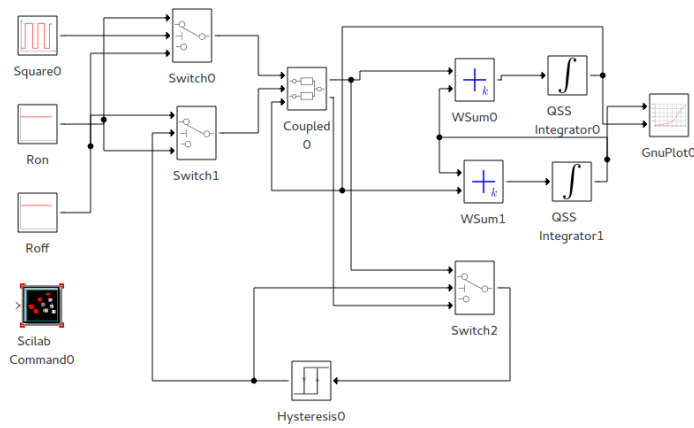 Square0
Switch0
Coupled
0
k
WSum0
QSS
Integrator0
GnuPlot0
Ron
Switch1
k
WSum1
QSS
Integrator1
Roff
Switch2
Scilab
Command0
Hysteresis0